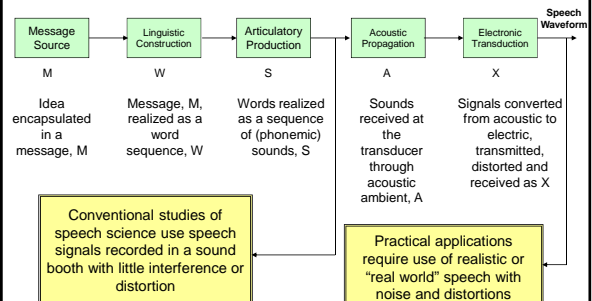 Speech
Waveform
Message
Source
Linguistic
Construction
Articulatory
Production
Acoustic
Propagation
Electronic
Transduction
M
W
S
A
X
Idea
encapsulated
in a
message, M
Message, M,
realized as a
word
sequence, W
Words realized
as a sequence
of (phonemic)
sounds, S
Sounds
received at
the
transducer
through
acoustic
ambient, A
Signals converted
from acoustic to
electric,
transmitted,
distorted and
received as X
Conventional studies of
speech science use speech
signals recorded in a sound
booth with little interference or
distortion
Practical applications
require use of realistic or
“real world” speech with
noise and distortions